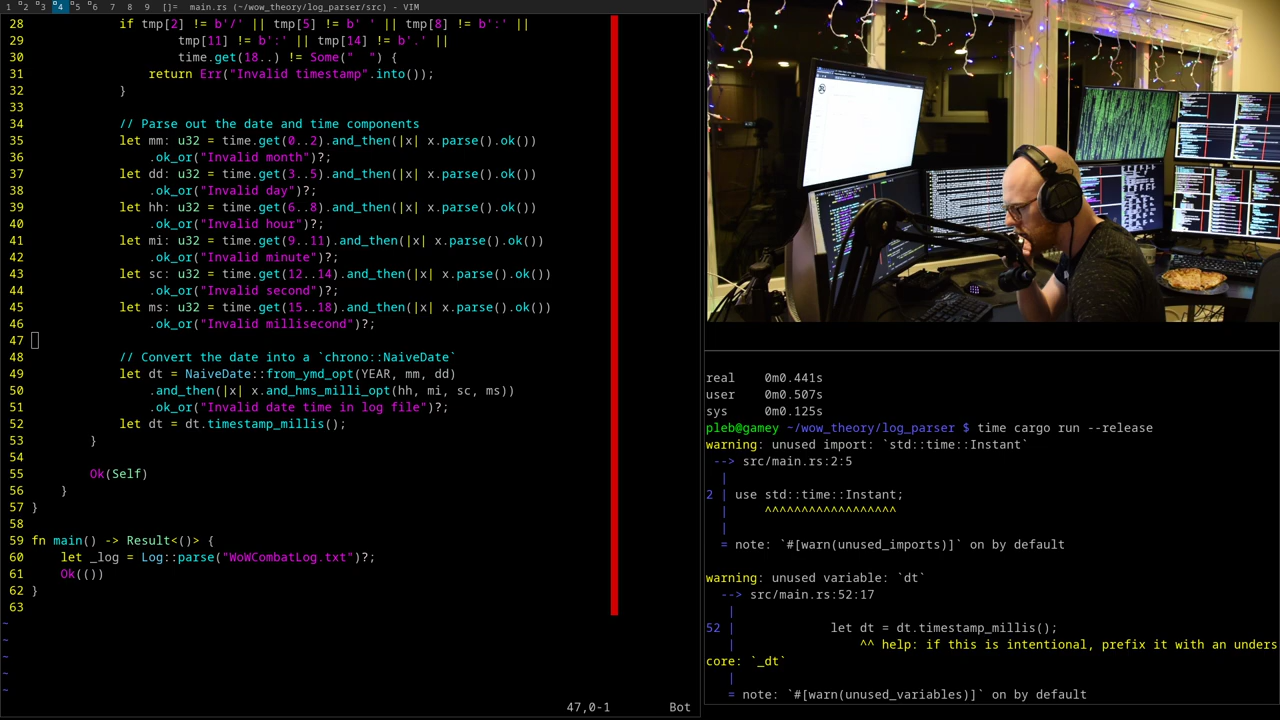 1 2 3 4 5 6 7 8 9 []= main.rs (~/wow_theory/log_parser/src) - VIM
28 if tmp[2] != b'/' || tmp[5] != b' ' || tmp[8] != b':' ||
29 tmp[11] != b':' || tmp[14] != b'.' ||
30 time.get(18..) != Some("  ") {
31 return Err("Invalid timestamp".into());
32 }
33
34 // Parse out the date and time components
35 let mm: u32 = time.get(0..2).and_then(|x| x.parse().ok())
36 .ok_or("Invalid month")?;
37 let dd: u32 = time.get(3..5).and_then(|x| x.parse().ok())
38 .ok_or("Invalid day")?;
39 let hh: u32 = time.get(6..8).and_then(|x| x.parse().ok())
40 .ok_or("Invalid hour")?;
41 let mi: u32 = time.get(9..11).and_then(|x| x.parse().ok())
42 .ok_or("Invalid minute")?;
43 let sc: u32 = time.get(12..14).and_then(|x| x.parse().ok())
44 .ok_or("Invalid second")?;
45 let ms: u32 = time.get(15..18).and_then(|x| x.parse().ok())
46 .ok_or("Invalid millisecond")?;
47
48 // Convert the date into a `chrono::NaiveDate`
49 let dt = NaiveDate::from_ymd_opt(YEAR, mm, dd)
50 .and_then(|x| x.and_hms_milli_opt(hh, mi, sc, ms))
51 .ok_or("Invalid date time in log file")?;
52 let dt = dt.timestamp_millis();
53 }
54
55 Ok(Self)
56 }
57 }
58
59 fn main() -> Result<()> {
60 let _log = Log::parse("WoWCombatLog.txt")?;
61 Ok(())
62 }
63
~
~
~
~
~
47,0-1 Bot
real 0m0.441s
user 0m0.507s
sys 0m0.125s
pleb@gamey ~/wow_theory/log_parser $ time cargo run --release
warning: unused import: `std::time::Instant`
--> src/main.rs:2:5
|
2 | use std::time::Instant;
| ^^^^^^^^^^^^^^^^^^
|
= note: `#[warn(unused_imports)]` on by default
warning: unused variable: `dt`
--> src/main.rs:52:17
|
52 | let dt = dt.timestamp_millis();
| ^^ help: if this is intentional, prefix it with an unders
core: `_dt`
|
= note: `#[warn(unused_variables)]` on by default